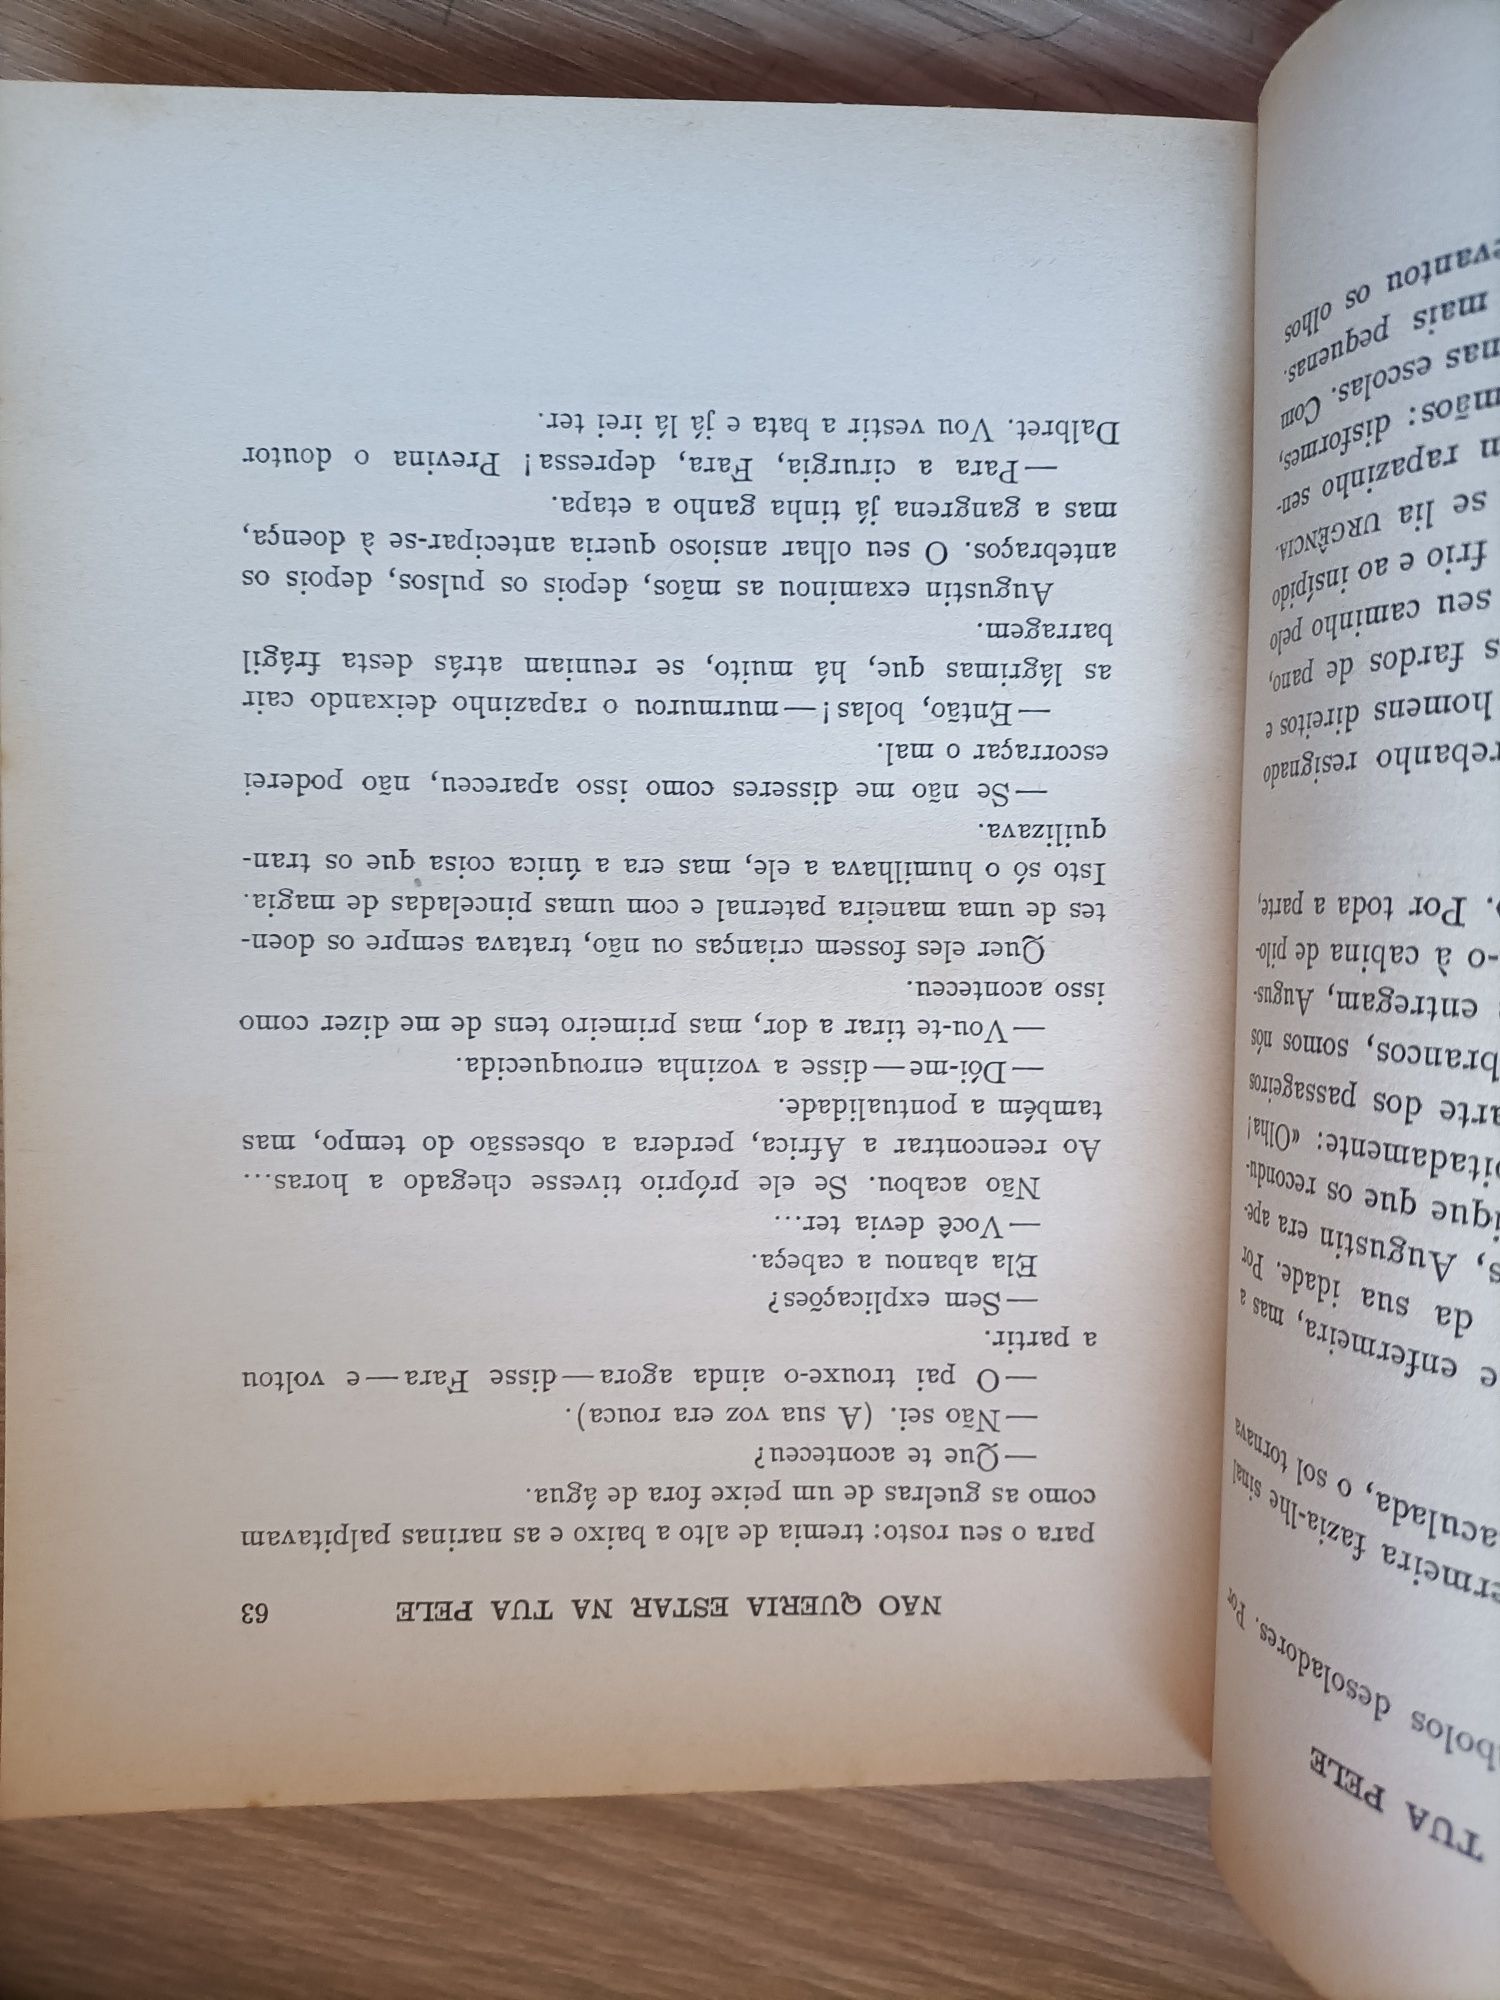 TUA PELE
bolos desoladores. Por
fazia-lhe sinal
aculada, o sol tornava
e enfermeira, mas a
da sua idade. Por
s, Augustin era ape-
que que os recondu-
pitadamente: «Olha!
arte dos passageiros
brancos, somos nós
entregam, Augus-
-o à cabina de pilo-
Por toda a parte,
rebanho resignado
homens direitos e
s fardos de pano,
seu caminho pelo
frio e ao insípido
se lia URGÊNCIA.
rapazinho sen-
mãos: disformes,
nas escolas. Com
mais pequenas.
evantou os olhos
NÃO QUERIA ESTAR NA TUA PELE 63
para o seu rosto: tremia de alto a baixo e as narinas palpitavam
como as guelras de um peixe fora de água.
—Que te aconteceu?
—Não sei. (A sua voz era rouca).
—O pai trouxe-o ainda agora—disse Fara—e voltou
a partir.
—Sem explicações?
Ela abanou a cabeça.
—Você devia ter...
Não acabou. Se ele próprio tivesse chegado a horas...
Ao reencontrar a África, perdera a obsessão do tempo, mas
também a pontualidade.
—Dói-me—disse a vozinha enrouquecida.
—Vou-te tirar a dor, mas primeiro tens de me dizer como
isso aconteceu.
Quer eles fossem crianças ou não, tratava sempre os doen-
tes de uma maneira paternal e com umas pinceladas de magia.
Isto só o humilhava a ele, mas era a única coisa que os tran-
quilizava.
—Se não me disseres como isso apareceu, não poderei
escorraçar o mal.
—Então, bolas!—murmurou o rapazinho deixando cair
as lágrimas que, há muito, se reuniam atrás desta frágil
barragem.
Augustin examinou as mãos, depois os pulsos, depois os
antebraços. O seu olhar ansioso queria antecipar-se à doença,
mas a gangrena já tinha ganho a etapa.
—Para a cirurgia, Fara, depressa! Previna o doutor
Dalbret. Vou vestir a bata e já lá irei ter.